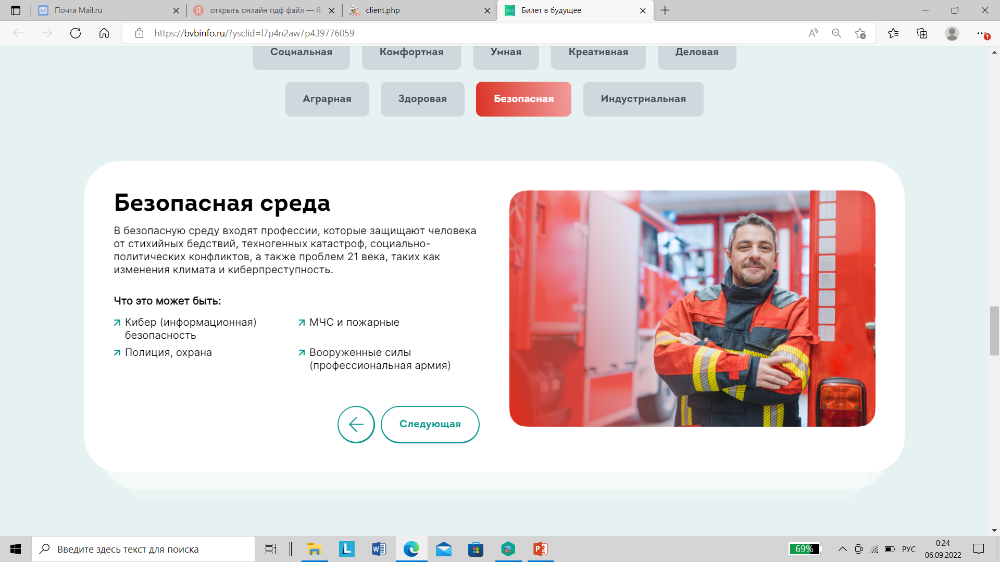 Почта Mail.ru
открыть онлайн пдф файл — Ян
client.php
Билет в будущее
https://bvbinfo.ru/?ysclid=l7p4n2aw7p439776059
Социальная
Комфортная
Умная
Креативная
Деловая
Аграрная
Здоровая
Безопасная
Индустриальная
Безопасная среда
В безопасную среду входят профессии, которые защищают человека
от стихийных бедствий, техногенных катастроф, социально-
политических конфликтов, а также проблем 21 века, таких как
изменения климата и киберпреступность.
Что это может быть:
Кибер (информационная)
безопасность
МЧС и пожарные
Полиция, охрана
Вооруженные силы
(профессиональная армия)
Следующая
Введите здесь текст для поиска
69%
РУС
0:24
06.09.2022